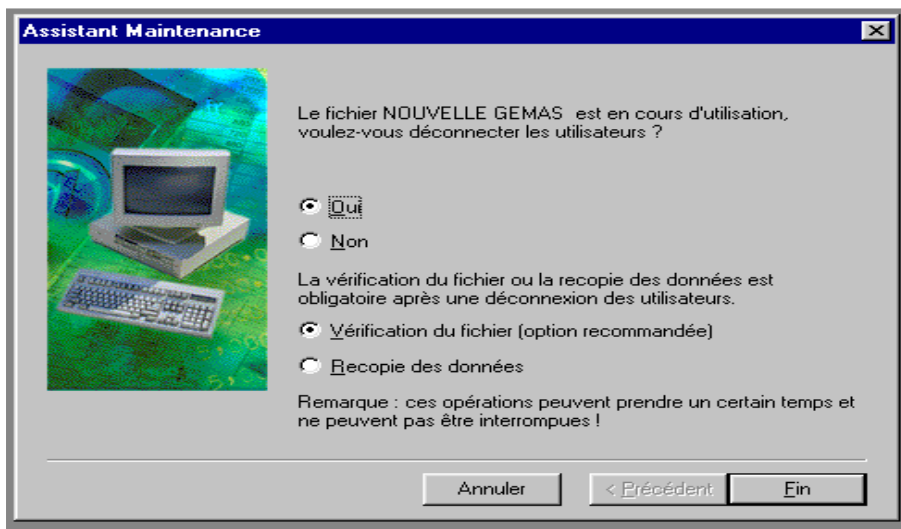 Assistant Maintenance
Le fichier NOUVELLE GEMAS est en cours d'utilisation,
voulez-vous déconnecter les utilisateurs ?
Oui
Non
La vérification du fichier ou la recopie des données est
obligatoire après une déconnexion des utilisateurs.
Vérification du fichier (option recommandée)
Recopie des données
Remarque : ces opérations peuvent prendre un certain temps et
ne peuvent pas être interrompues !
Annuler
< Précédent
Fin